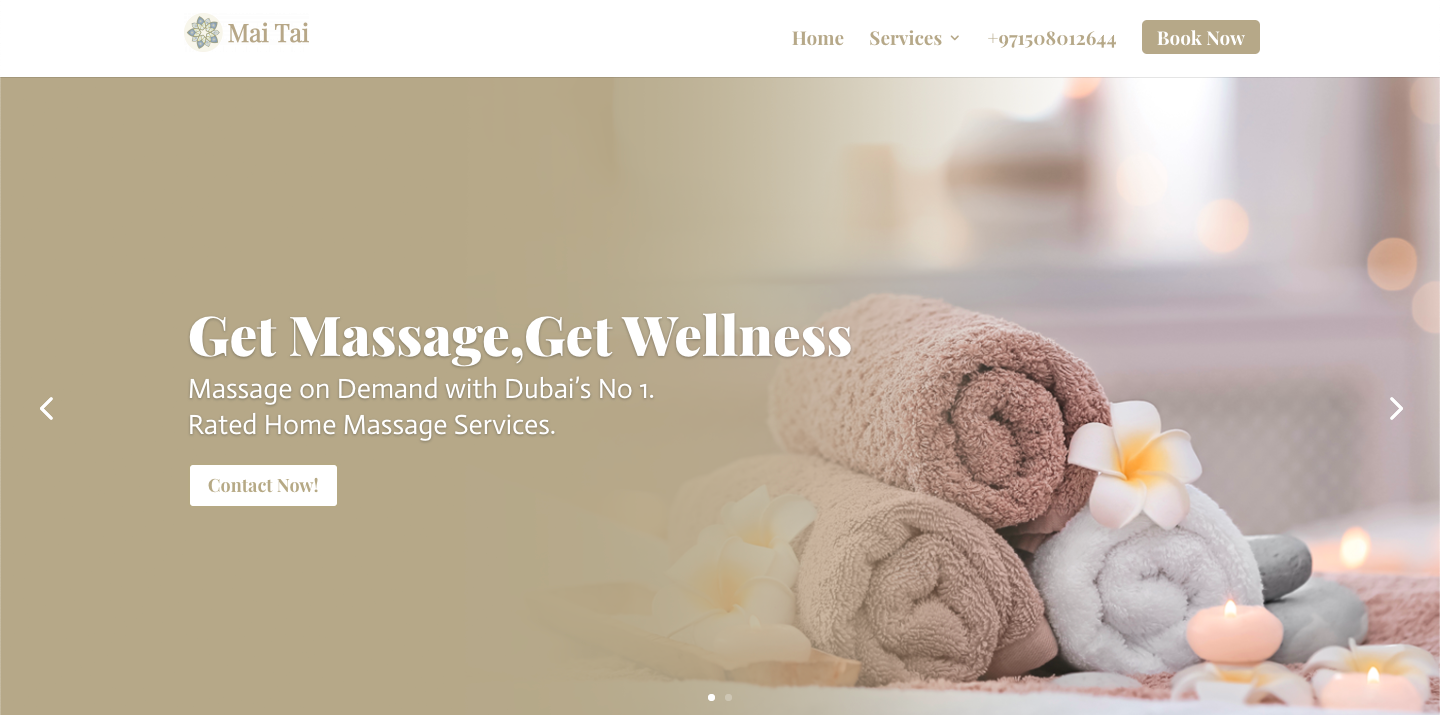 Mai Tai
Home
Services
+971508012644
Book Now
Get Massage,Get Wellness
Massage on Demand with Dubai’s No 1.
Rated Home Massage Services.
Contact Now!